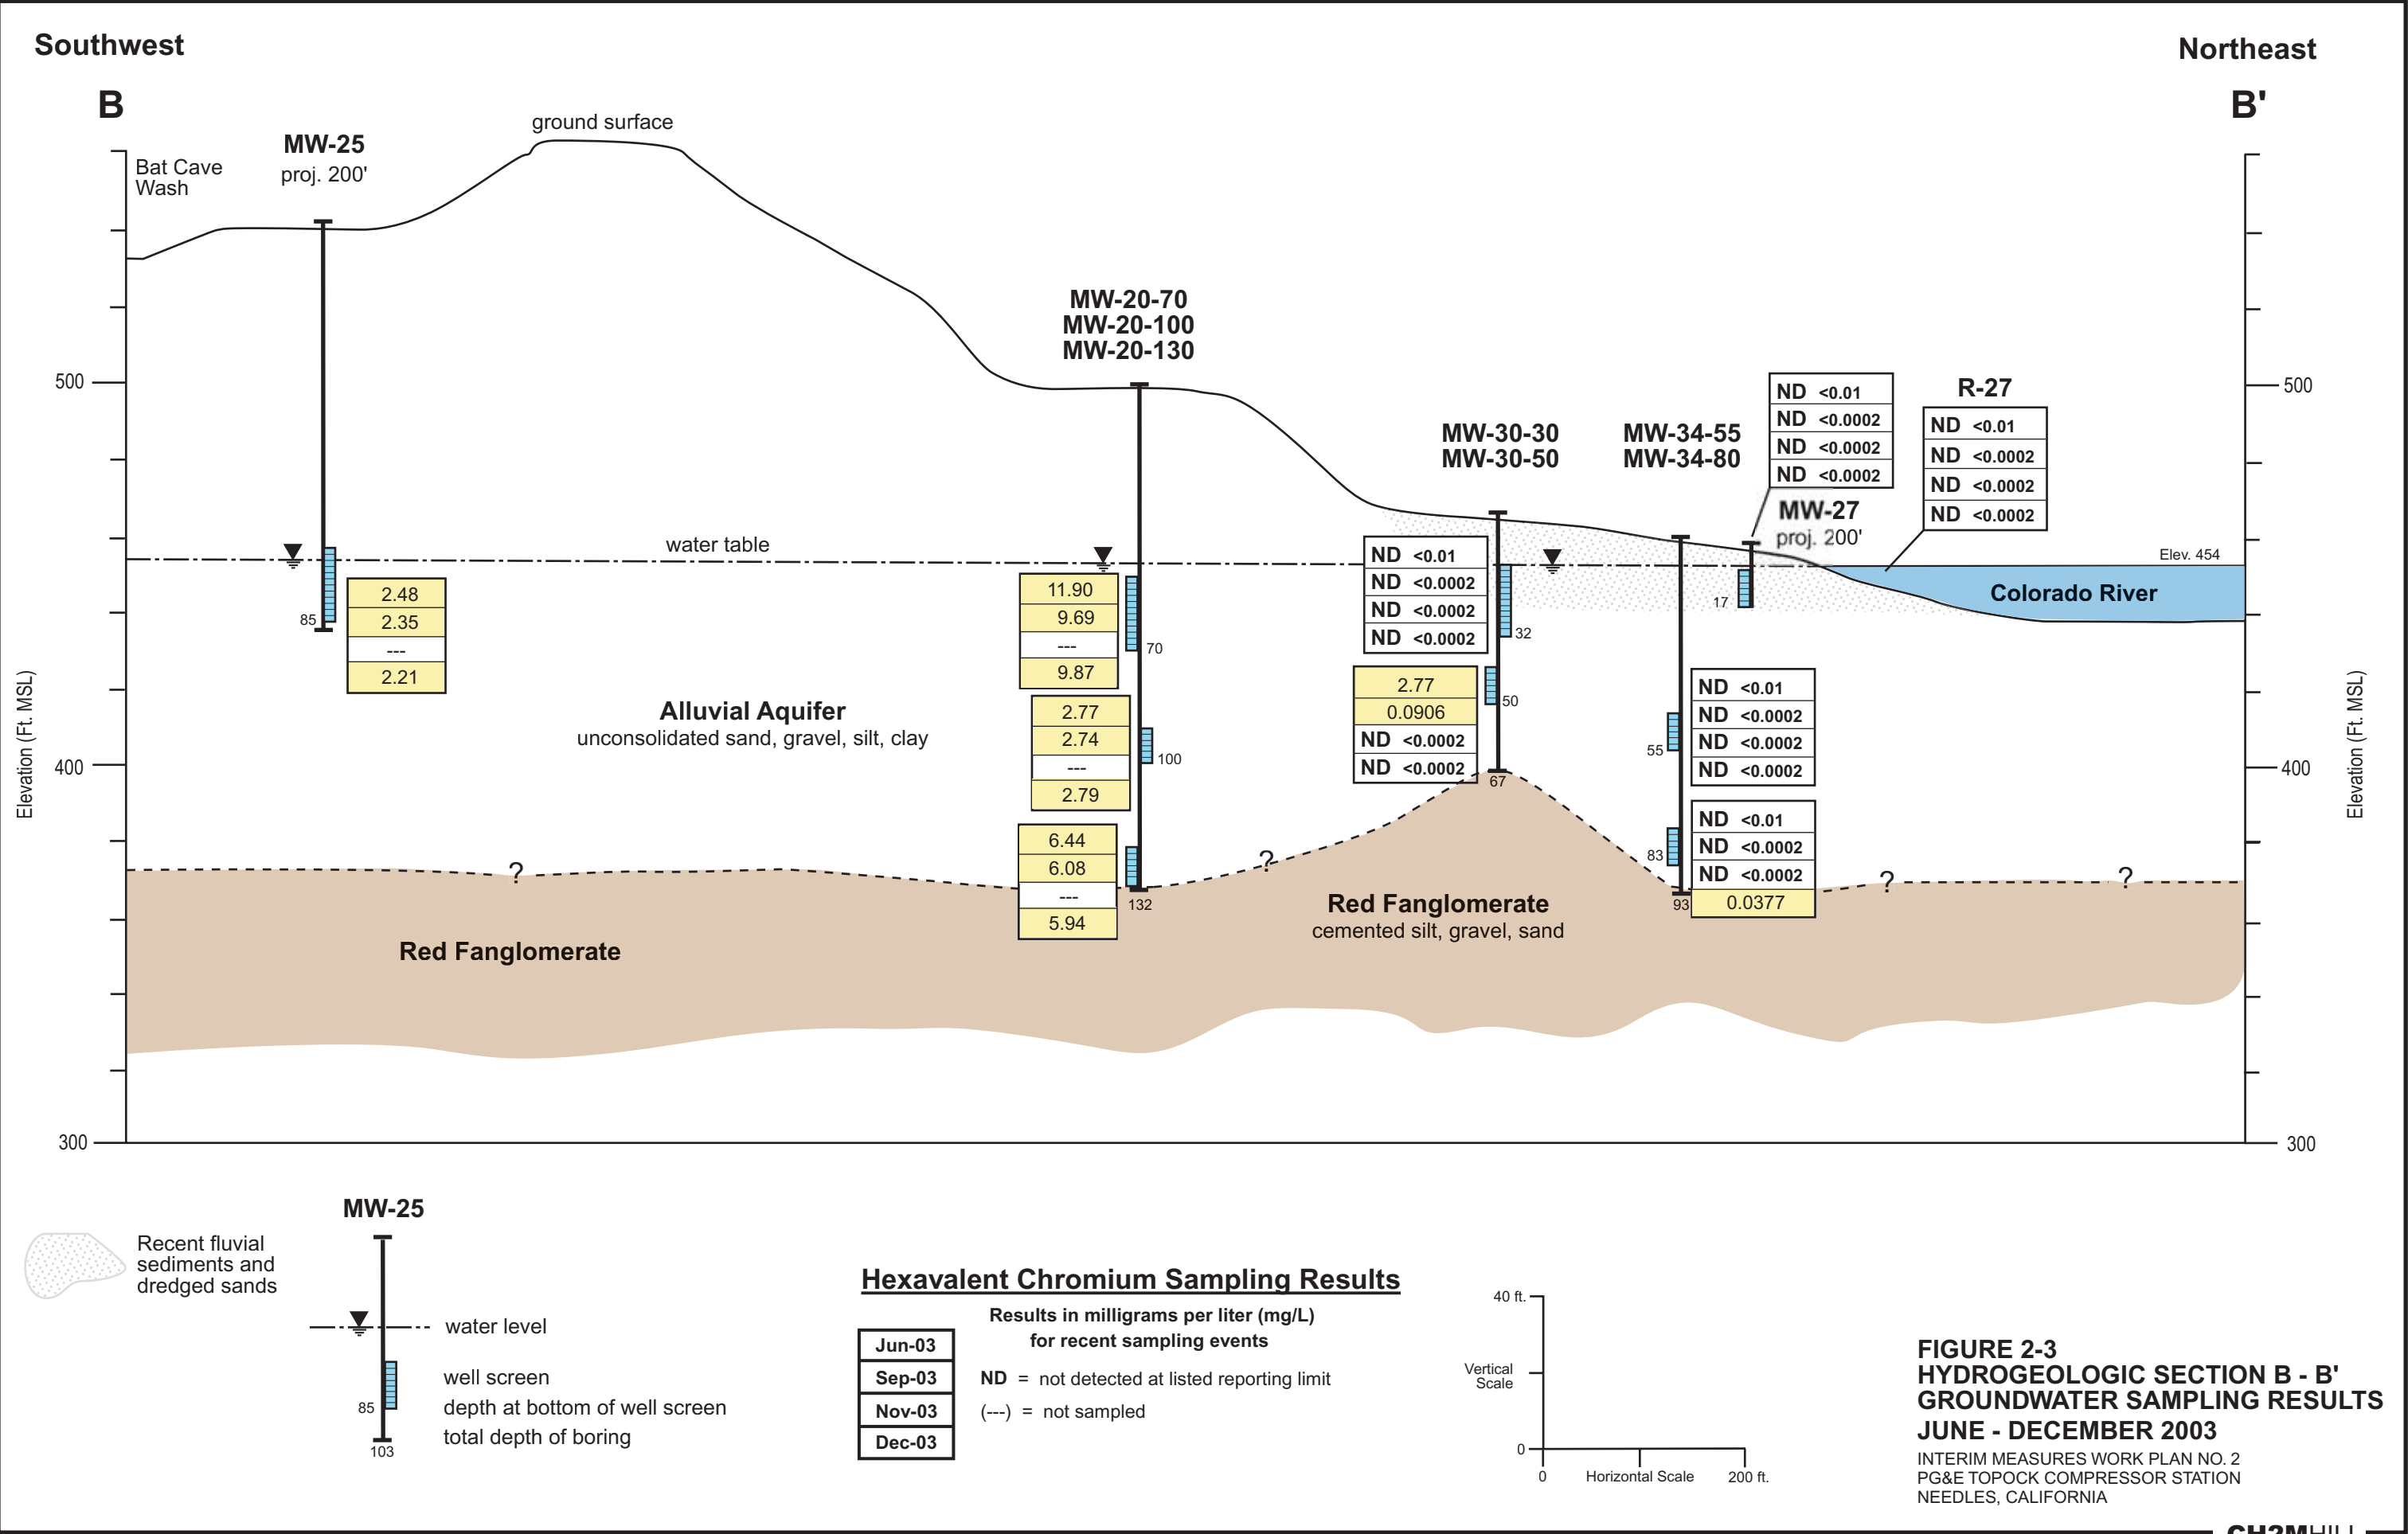 Southwest
Northeast
B
B'
ground surface
MW-25
proj. 200'
Bat Cave
Wash
MW-20-70
MW-20-100
MW-20-130
500
500
R-27
ND <0.01
ND <0.0002
ND <0.0002
ND <0.0002
ND <0.01
ND <0.0002
ND <0.0002
ND <0.0002
MW-30-30
MW-30-50
MW-34-55
MW-34-80
MW-27
proj. 200'
water table
Elev. 454
Colorado River
85
2.48
2.35
---
2.21
11.90
9.69
---
9.87
70
ND <0.01
ND <0.0002
ND <0.0002
ND <0.0002
32
17
2.77
2.74
---
2.79
100
2.77
0.0906
ND <0.0002
ND <0.0002
50
67
55
ND <0.01
ND <0.0002
ND <0.0002
ND <0.0002
Alluvial Aquifer
unconsolidated sand, gravel, silt, clay
Elevation (Ft. MSL)
Elevation (Ft. MSL)
400
400
6.44
6.08
---
5.94
132
83
ND <0.01
ND <0.0002
ND <0.0002
0.0377
93
?
?
?
?
Red Fanglomerate
Red Fanglomerate
cemented silt, gravel, sand
300
300
Recent fluvial
sediments and
dredged sands
MW-25
water level
well screen
85
depth at bottom of well screen
total depth of boring
103
Hexavalent Chromium Sampling Results
Results in milligrams per liter (mg/L)
for recent sampling events
Jun-03
Sep-03
Nov-03
Dec-03
ND = not detected at listed reporting limit
(---) = not sampled
40 ft.
Vertical
Scale
0
0
Horizontal Scale
200 ft.
FIGURE 2-3
HYDROGEOLOGIC SECTION B - B'
GROUNDWATER SAMPLING RESULTS
JUNE - DECEMBER 2003
INTERIM MEASURES WORK PLAN NO. 2
PG&E TOPOCK COMPRESSOR STATION
NEEDLES, CALIFORNIA
CH2MHILL